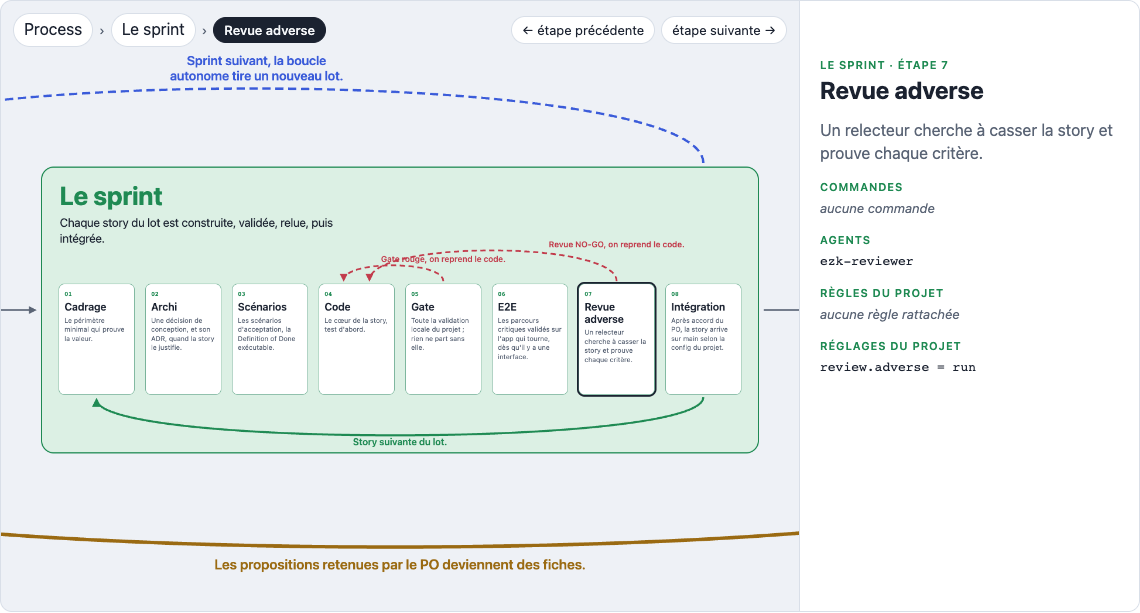 Process › Le sprint › Revue adverse
← étape précédente
étape suivante →
Sprint suivant, la boucle
autonome tire un nouveau lot.
Le sprint
Chaque story du lot est construite, validée, relue, puis
intégrée.
Revue NO-GO, on reprend le code.
Gate rouge, on reprend le code.
01
Cadrage
Le périmètre
minimal qui prouve
la valeur.
02
Archi
Une décision de
conception, et son
ADR, quand la story
le justifie.
03
Scénarios
Les scénarios
d'acceptation, la
Definition of Done
exécutable.
04
Code
Le cœur de la story,
test d'abord.
05
Gate
Toute la validation
locale du projet ;
rien ne part sans
elle.
06
E2E
Les parcours
critiques validés sur
l'app qui tourne,
dès qu'il y a une
interface.
07
Revue
adverse
Un relecteur
cherche à casser la
story et prouve
chaque critère.
08
Intégration
Après accord du
PO, la story arrive
sur main selon la
config du projet.
Story suivante du lot.
Les propositions retenues par le PO deviennent des fiches.
LE SPRINT · ÉTAPE 7
Revue adverse
Un relecteur cherche à casser la story et
prouve chaque critère.
COMMANDES
aucune commande
AGENTS
ezk-reviewer
RÈGLES DU PROJET
aucune règle rattachée
RÉGLAGES DU PROJET
review.adverse = run